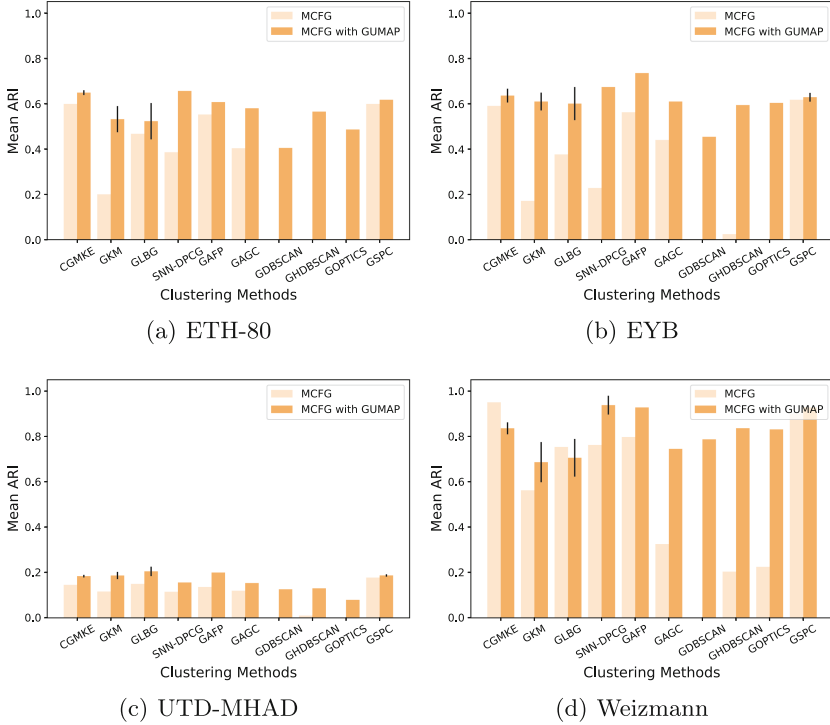 MCFG
MCFG with GUMAP
1.0
0.8
0.6
0.4
0.2
0.0
Mean ARI
CGMKE
GKM
GLBG
SNN-DPCG
GAFP
GAGC
GDBSCAN
GHDBSCAN
GOPTICS
GSPC
Clustering Methods
(a) ETH-80
MCFG
MCFG with GUMAP
1.0
0.8
0.6
0.4
0.2
0.0
Mean ARI
CGMKE
GKM
GLBG
SNN-DPCG
GAFP
GAGC
GDBSCAN
GHDBSCAN
GOPTICS
GSPC
Clustering Methods
(b) EYB
MCFG
MCFG with GUMAP
1.0
0.8
0.6
0.4
0.2
0.0
Mean ARI
CGMKE
GKM
GLBG
SNN-DPCG
GAFP
GAGC
GDBSCAN
GHDBSCAN
GOPTICS
GSPC
Clustering Methods
(c) UTD-MHAD
MCFG
MCFG with GUMAP
1.0
0.8
0.6
0.4
0.2
0.0
Mean ARI
CGMKE
GKM
GLBG
SNN-DPCG
GAFP
GAGC
GDBSCAN
GHDBSCAN
GOPTICS
GSPC
Clustering Methods
(d) Weizmann